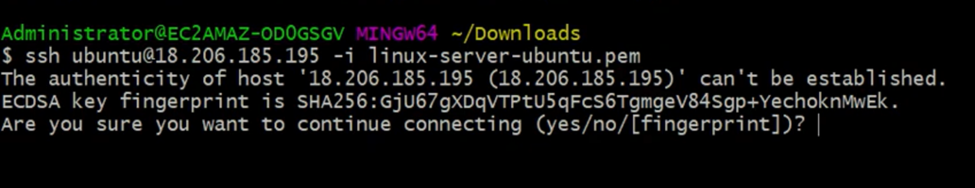 Administrator@EC2AMAZ-OD0GSGV MINGW64 ~/Downloads
$ ssh ubuntu@18.206.185.195 -i linux-server-ubuntu.pem
The authenticity of host '18.206.185.195 (18.206.185.195)' can't be established.
ECDSA key fingerprint is SHA256:GjU67gXDqVTPtU5qFcS6TgmgeV84Sgp+YechoknMwEk.
Are you sure you want to continue connecting (yes/no/[fingerprint])?